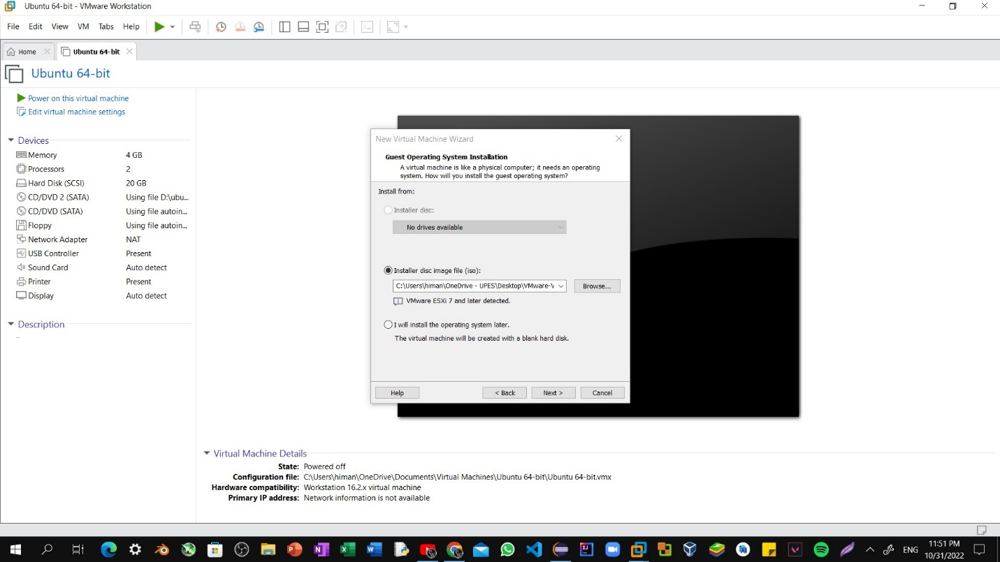 Ubuntu 64-bit - VMware Workstation
File Edit View VM Tabs Help
Home Ubuntu 64-bit
Ubuntu 64-bit
Power on this virtual machine
Edit virtual machine settings
Devices
Memory 4 GB
Processors 2
Hard Disk (SCSI) 20 GB
CD/DVD 2 (SATA) Using file D:\ubu...
CD/DVD (SATA) Using file autoin...
Floppy Using file autoin...
Network Adapter NAT
USB Controller Present
Sound Card Auto detect
Printer Present
Display Auto detect
Description
-
New Virtual Machine Wizard
Guest Operating System Installation
A virtual machine is like a physical computer; it needs an operating
system. How will you install the guest operating system?
Install from:
Installer disc:
No drives available
Installer disc image file (iso):
C:\Users\himan\OneDrive - UPES\Desktop\VMware-V Browse...
VMware ESXi 7 and later detected.
I will install the operating system later.
The virtual machine will be created with a blank hard disk.
Help < Back Next > Cancel
Virtual Machine Details
State: Powered off
Configuration file: C:\Users\himan\OneDrive\Documents\Virtual Machines\Ubuntu 64-bit\Ubuntu 64-bit.vmx
Hardware compatibility: Workstation 16.2.x virtual machine
Primary IP address: Network information is not available
ENG
11:51 PM
10/31/2022